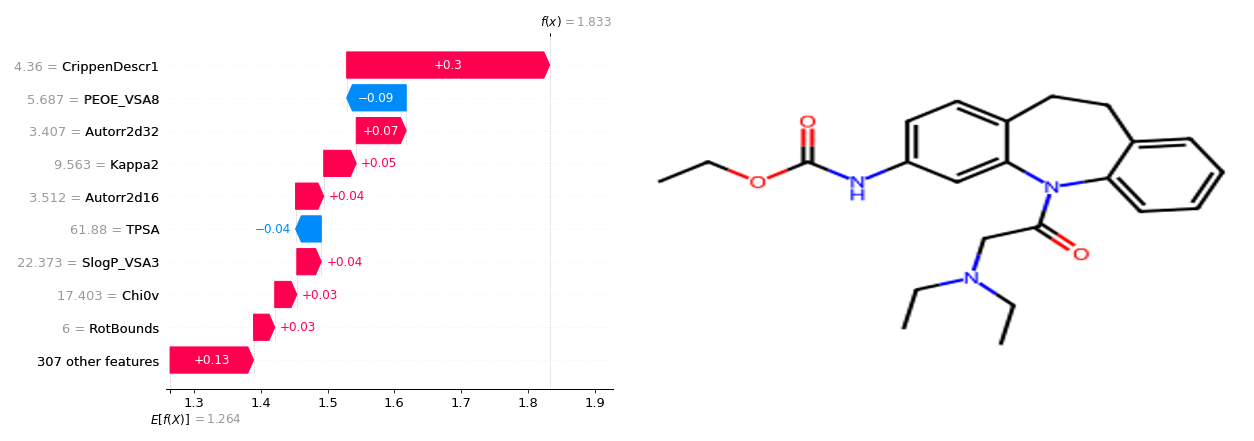 f(x) = 1.833
4.36 = CrippenDescr1
+0.3
5.687 = PEOE_VSA8
−0.09
3.407 = Autorr2d32
+0.07
9.563 = Kappa2
+0.05
3.512 = Autorr2d16
+0.04
61.88 = TPSA
−0.04
22.373 = SlogP_VSA3
+0.04
17.403 = Chi0v
+0.03
6 = RotBounds
+0.03
307 other features
+0.13
1.3 1.4 1.5 1.6 1.7 1.8 1.9
E[f(X)] = 1.264
O
O
N
H
N
O
N